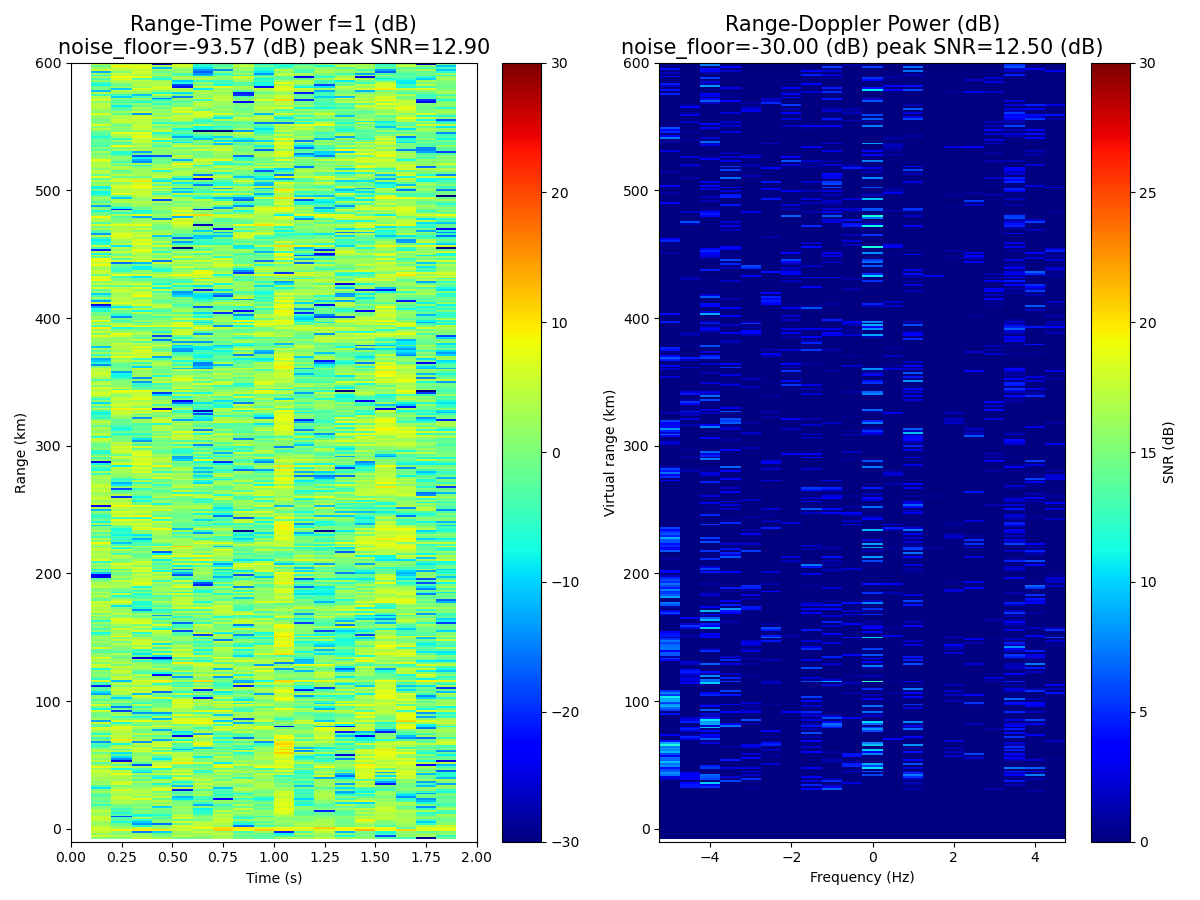 Range-Time Power f=1 (dB)
noise_floor=-93.57 (dB) peak SNR=12.90
Range (km)
600
500
400
300
200
100
0
0.00 0.25 0.50 0.75 1.00 1.25 1.50 1.75 2.00
Time (s)
30
20
10
0
−10
−20
−30
Range-Doppler Power (dB)
noise_floor=-30.00 (dB) peak SNR=12.50 (dB)
Virtual range (km)
600
500
400
300
200
100
0
−4 −2 0 2 4
Frequency (Hz)
30
25
20
15
10
5
0
SNR (dB)